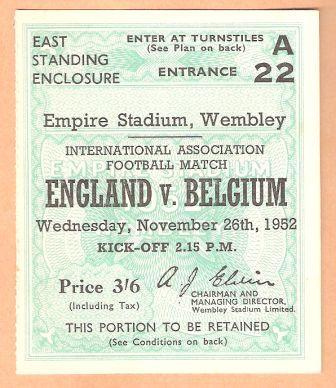 EAST STANDING ENCLOSURE
ENTER AT TURNSTILES
(See Plan on back)
A
ENTRANCE 22
Empire Stadium, Wembley
INTERNATIONAL ASSOCIATION
FOOTBALL MATCH
ENGLAND v. BELGIUM
Wednesday, November 26th, 1952
KICK-OFF 2.15 P.M.
Price 3/6
(Including Tax)
A J Elvin
CHAIRMAN AND
MANAGING DIRECTOR,
Wembley Stadium Limited.
THIS PORTION TO BE RETAINED
(See Conditions on back)